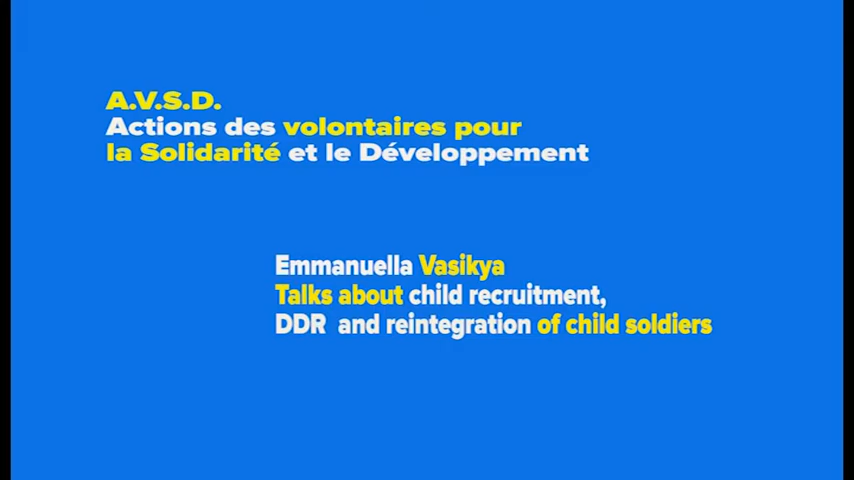 A.V.S.D.
Actions des volontaires pour
la Solidarité et le Développement
Emmanuella Vasikya
Talks about child recruitment,
DDR and reintegration of child soldiers